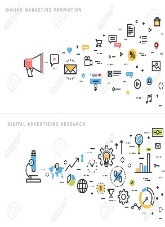 ONLINE MARKETING PROMOTION
DIGITAL ADVERTISING RESEARCH